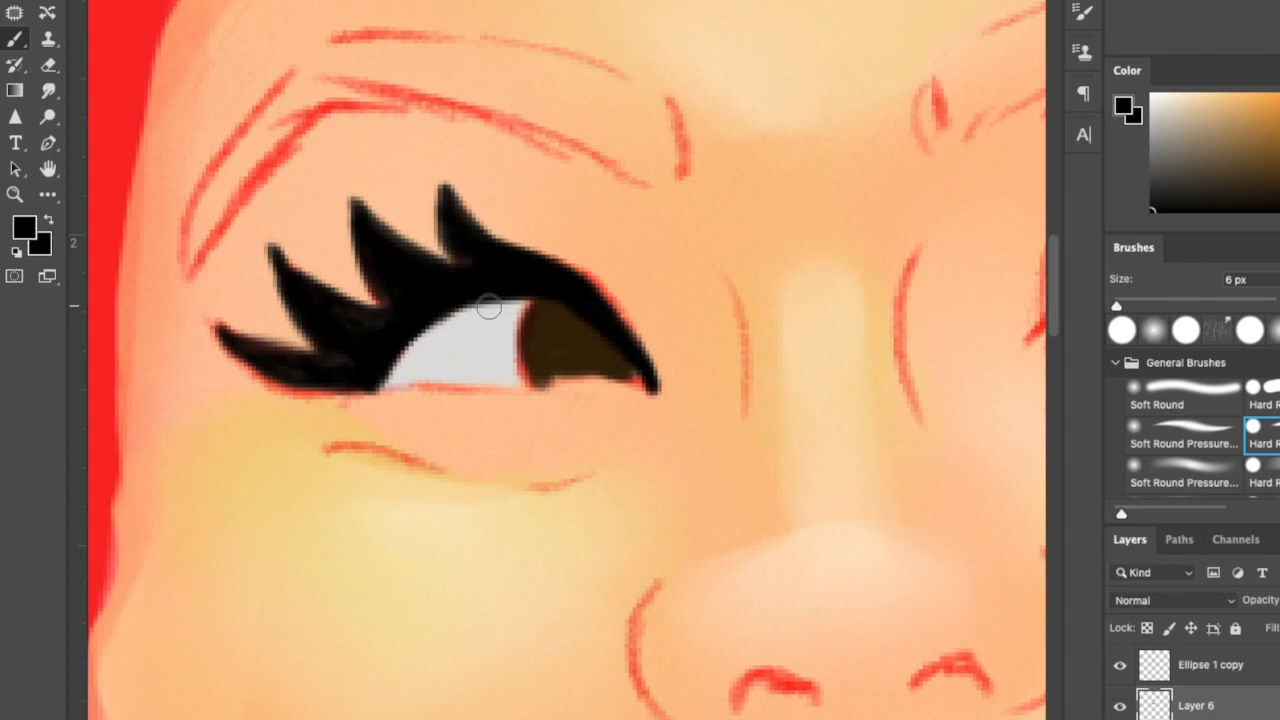 2
Color
Brushes
Size:
6 px
General Brushes
Soft Round
Hard R
Soft Round Pressure...
Hard R
Soft Round Pressure...
Hard R
Layers Paths Channels
Kind
Normal
Opacity
Lock:
Fill
Ellipse 1 copy
Layer 6